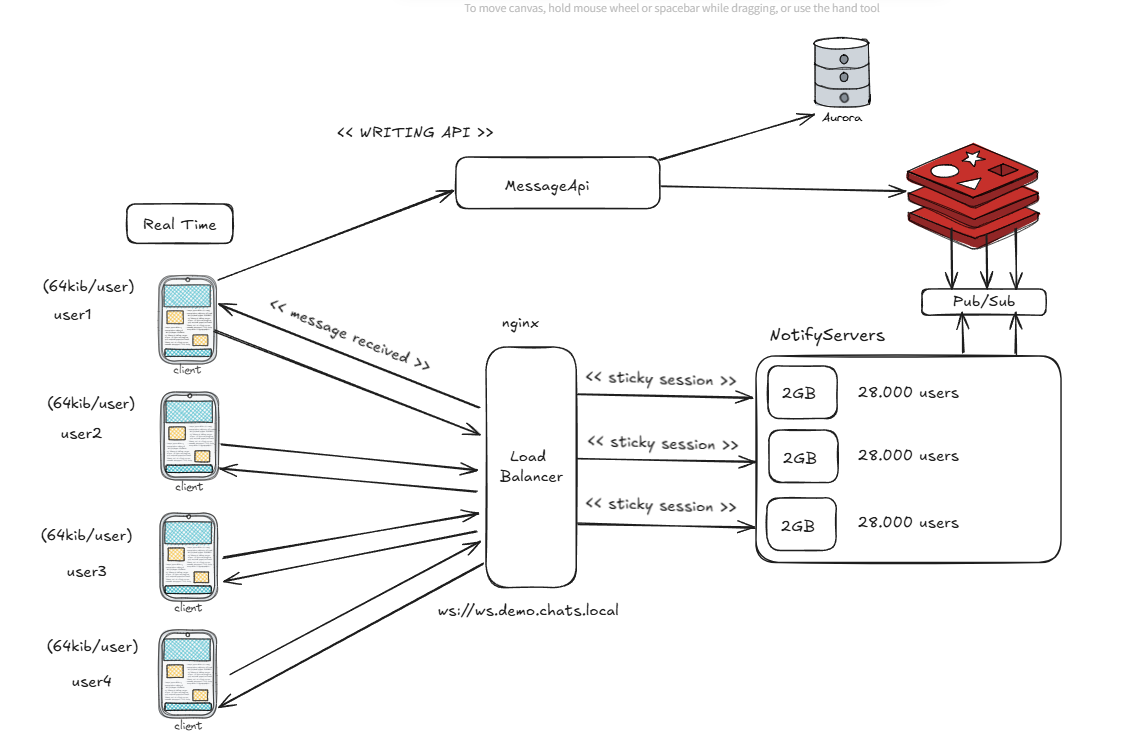 To move canvas, hold mouse wheel or spacebar while dragging, or use the hand tool
Aurora
<< WRITING API >>
MessageApi
Real Time
(64kib/user)
user1
client
<< message received >>
nginx
Pub/Sub
NotifyServers
<< sticky session >>
2GB
28.000 users
(64kib/user)
user2
client
<< sticky session >>
2GB
28.000 users
Load
Balancer
<< sticky session >>
2GB
28.000 users
(64kib/user)
user3
client
ws://ws.demo.chats.local
(64kib/user)
user4
client